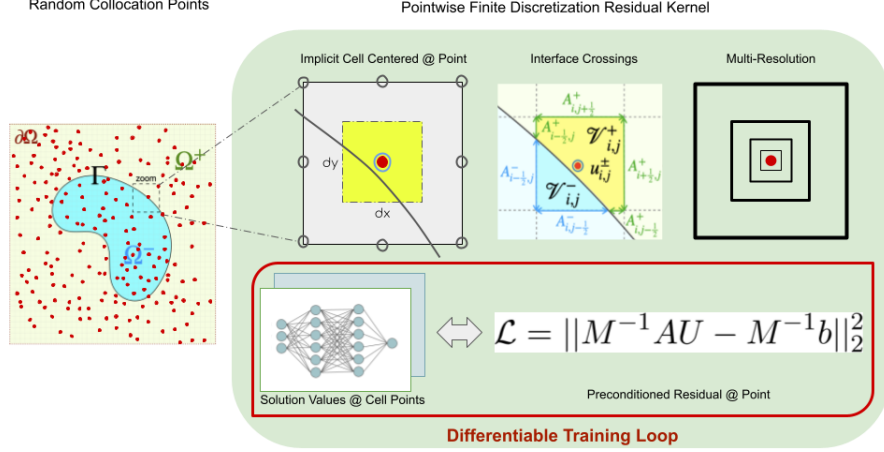 Random Collocation Points
Pointwise Finite Discretization Residual Kernel
Implicit Cell Centered @ Point
Interface Crossings
Multi-Resolution
∂Ω
Ω⁺
Γ
zoom
Ω⁻
dy
dx
A⁺_{i,j+½}
A⁺_{i-½,j}
𝒱⁺_{i,j}
u^±_{i,j}
A⁺_{i+½,j}
A⁻_{i-½,j}
𝒱⁻_{i,j}
A⁻_{i,j-½}
A⁺_{i,j-½}
ℒ = ||M⁻¹AU − M⁻¹b||₂²
Solution Values @ Cell Points
Preconditioned Residual @ Point
Differentiable Training Loop